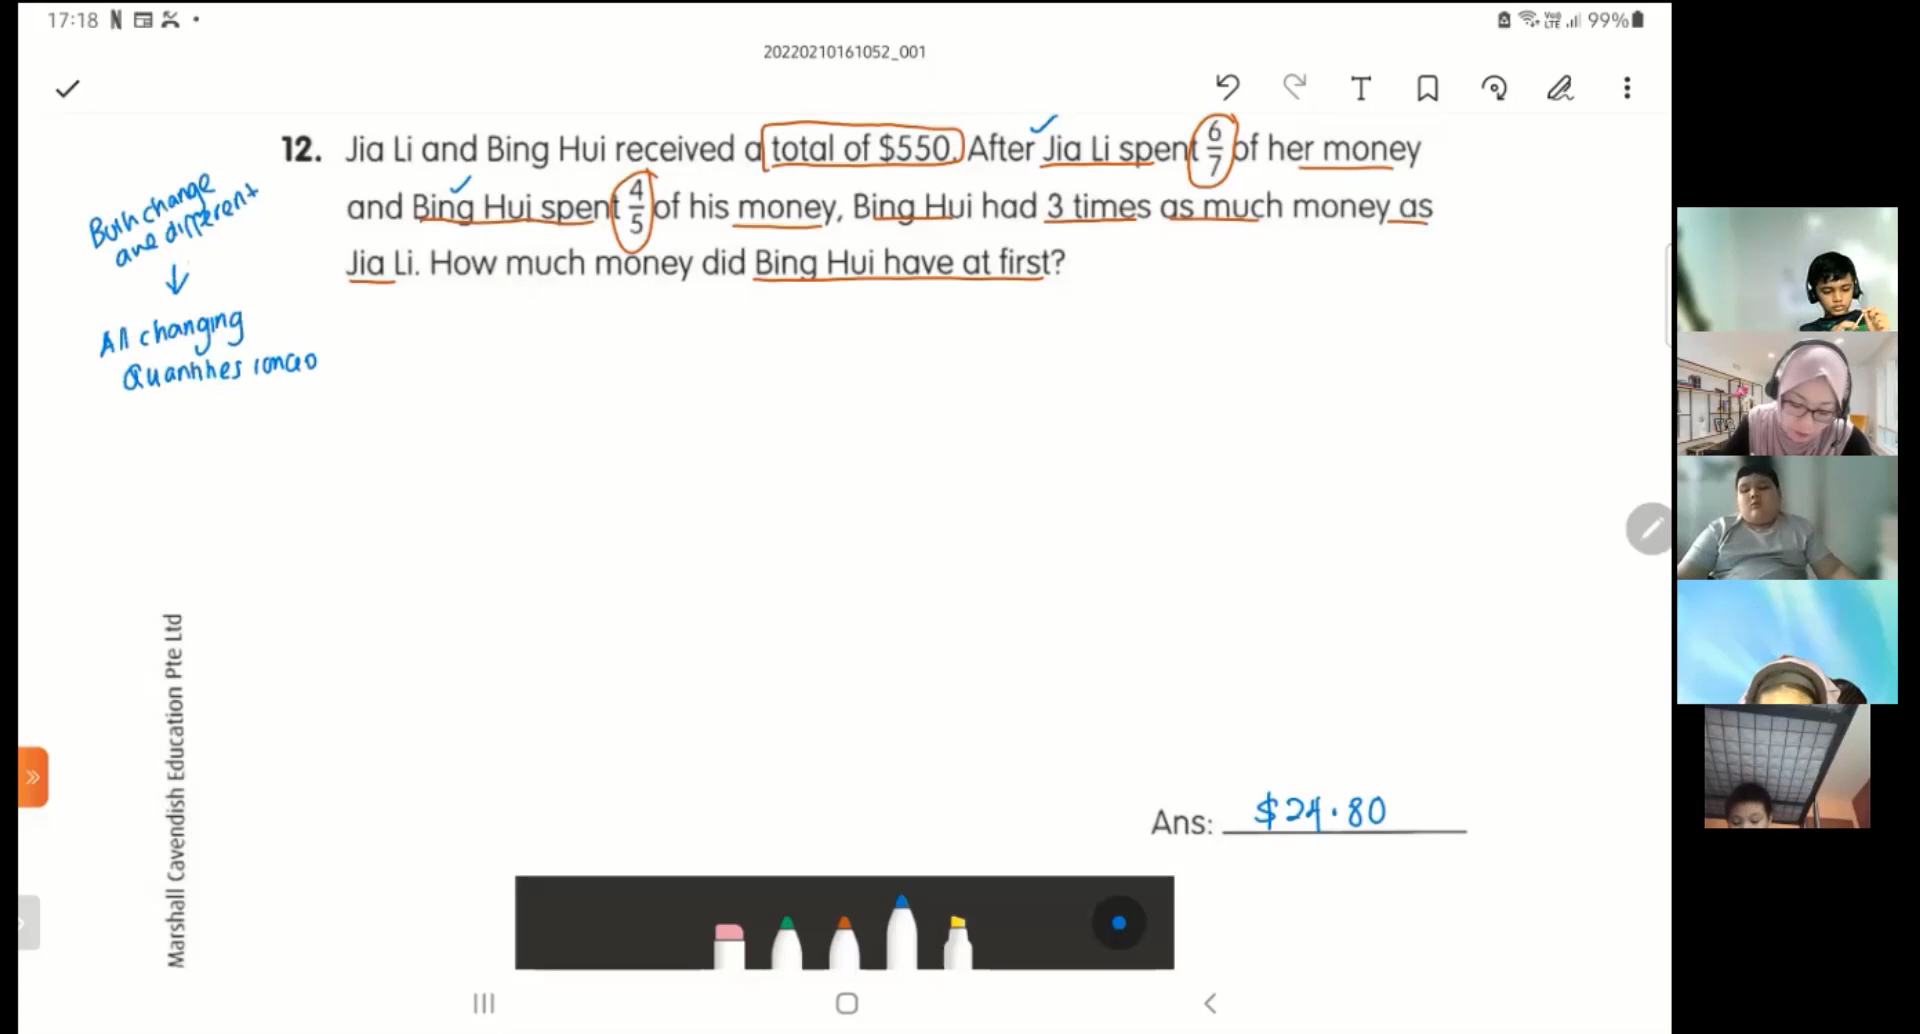 17:18
99%
20220210161052_001
T
12. Jia Li and Bing Hui received a total of $550. After Jia Li spent 6/7 of her money
and Bing Hui spent 4/5 of his money, Bing Hui had 3 times as much money as
Jia Li. How much money did Bing Hui have at first?
Both change
are different
All changing
Quantities
Marshall Cavendish Education Pte Ltd
Ans: $24.80